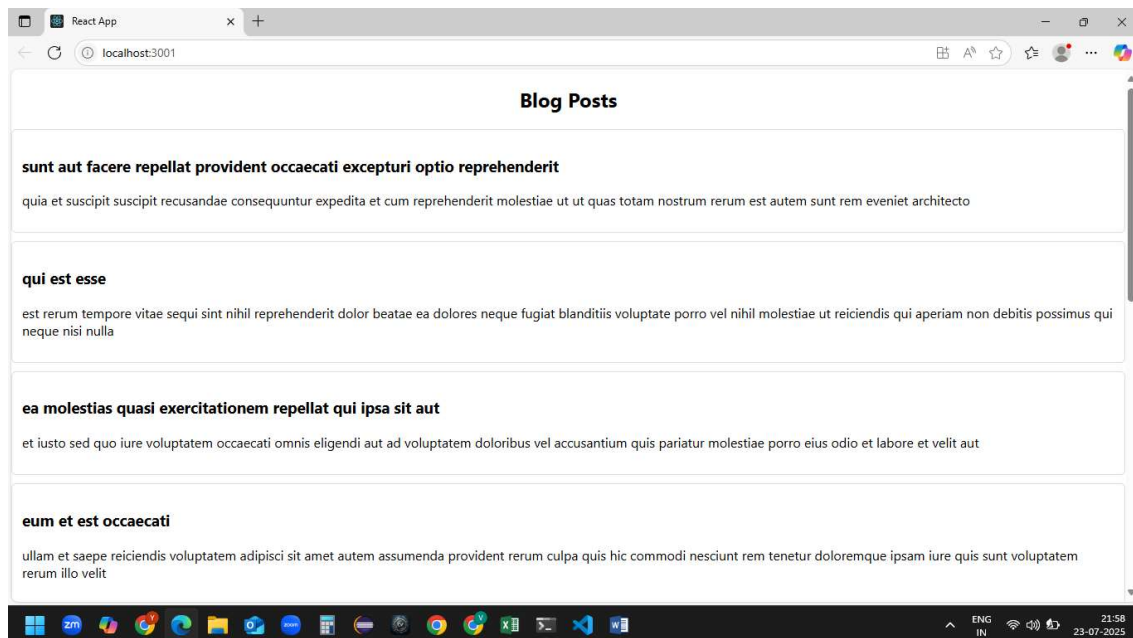 React App
localhost:3001
Blog Posts
sunt aut facere repellat provident occaecati excepturi optio reprehenderit
quia et suscipit suscipit recusandae consequuntur expedita et cum reprehenderit molestiae ut ut quas totam nostrum rerum est autem sunt rem eveniet architecto
qui est esse
est rerum tempore vitae sequi sint nihil reprehenderit dolor beatae ea dolores neque fugiat blanditiis voluptate porro vel nihil molestiae ut reiciendis qui aperiam non debitis possimus qui
neque nisi nulla
ea molestias quasi exercitationem repellat qui ipsa sit aut
et iusto sed quo iure voluptatem occaecati omnis eligendi aut ad voluptatem doloribus vel accusantium quis pariatur molestiae porro eius odio et labore et velit aut
eum et est occaecati
ullam et saepe reiciendis voluptatem adipisci sit amet autem assumenda provident rerum culpa quis hic commodi nesciunt rem tenetur doloremque ipsam iure quis sunt voluptatem
rerum illo velit
zm
zoom
ENG
IN
21:58
23-07-2025